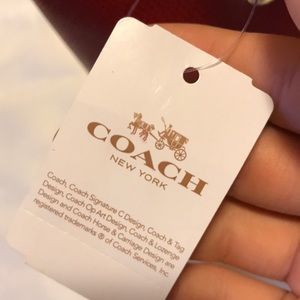 COACH
NEW YORK
Coach, Coach Signature C Design, Coach & Tag
Design, Coach Op Art Design, Coach & Lozenge
Design and Coach Horse & Carriage Design are
registered trademarks ® of Coach Services, Inc.